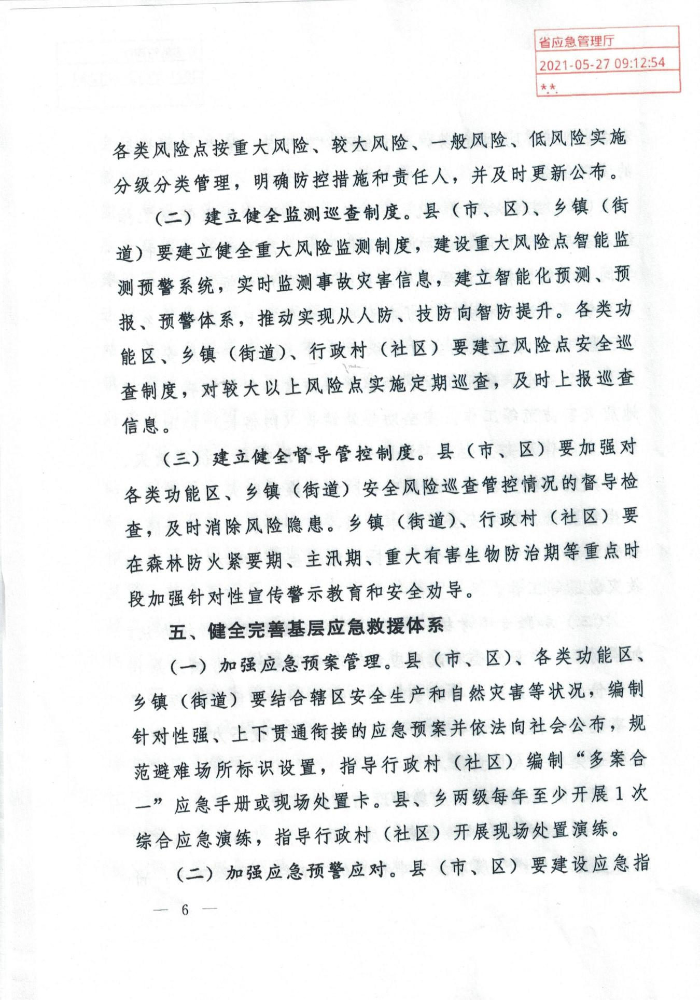 省应急管理厅
2021-05-27 09:12:54
*.*.
各类风险点按重大风险、较大风险、一般风险、低风险实施
分级分类管理，明确防控措施和责任人，并及时更新公布。
（二）建立健全监测巡查制度。县（市、区）、乡镇（街
道）要建立健全重大风险监测制度，建设重大风险点智能监
测预警系统，实时监测事故灾害信息，建立智能化预测、预
报、预警体系，推动实现从人防、技防向智防提升。各类功
能区、乡镇（街道）、行政村（社区）要建立风险点安全巡
查制度，对较大以上风险点实施定期巡查，及时上报巡查
信息。
（三）建立健全督导管控制度。县（市、区）要加强对
各类功能区、乡镇（街道）安全风险巡查管控情况的督导检
查，及时消除风险隐患。乡镇（街道）、行政村（社区）要
在森林防火紧要期、主汛期、重大有害生物防治期等重点时
段加强针对性宣传警示教育和安全劝导。
五、健全完善基层应急救援体系
（一）加强应急预案管理。县（市、区）、各类功能区、
乡镇（街道）要结合辖区安全生产和自然灾害等状况，编制
针对性强、上下贯通衔接的应急预案并依法向社会公布，规
范避难场所标识设置，指导行政村（社区）编制“多案合
一”应急手册或现场处置卡。县、乡两级每年至少开展1次
综合应急演练，指导行政村（社区）开展现场处置演练。
（二）加强应急预警应对。县（市、区）要建设应急指
— 6 —